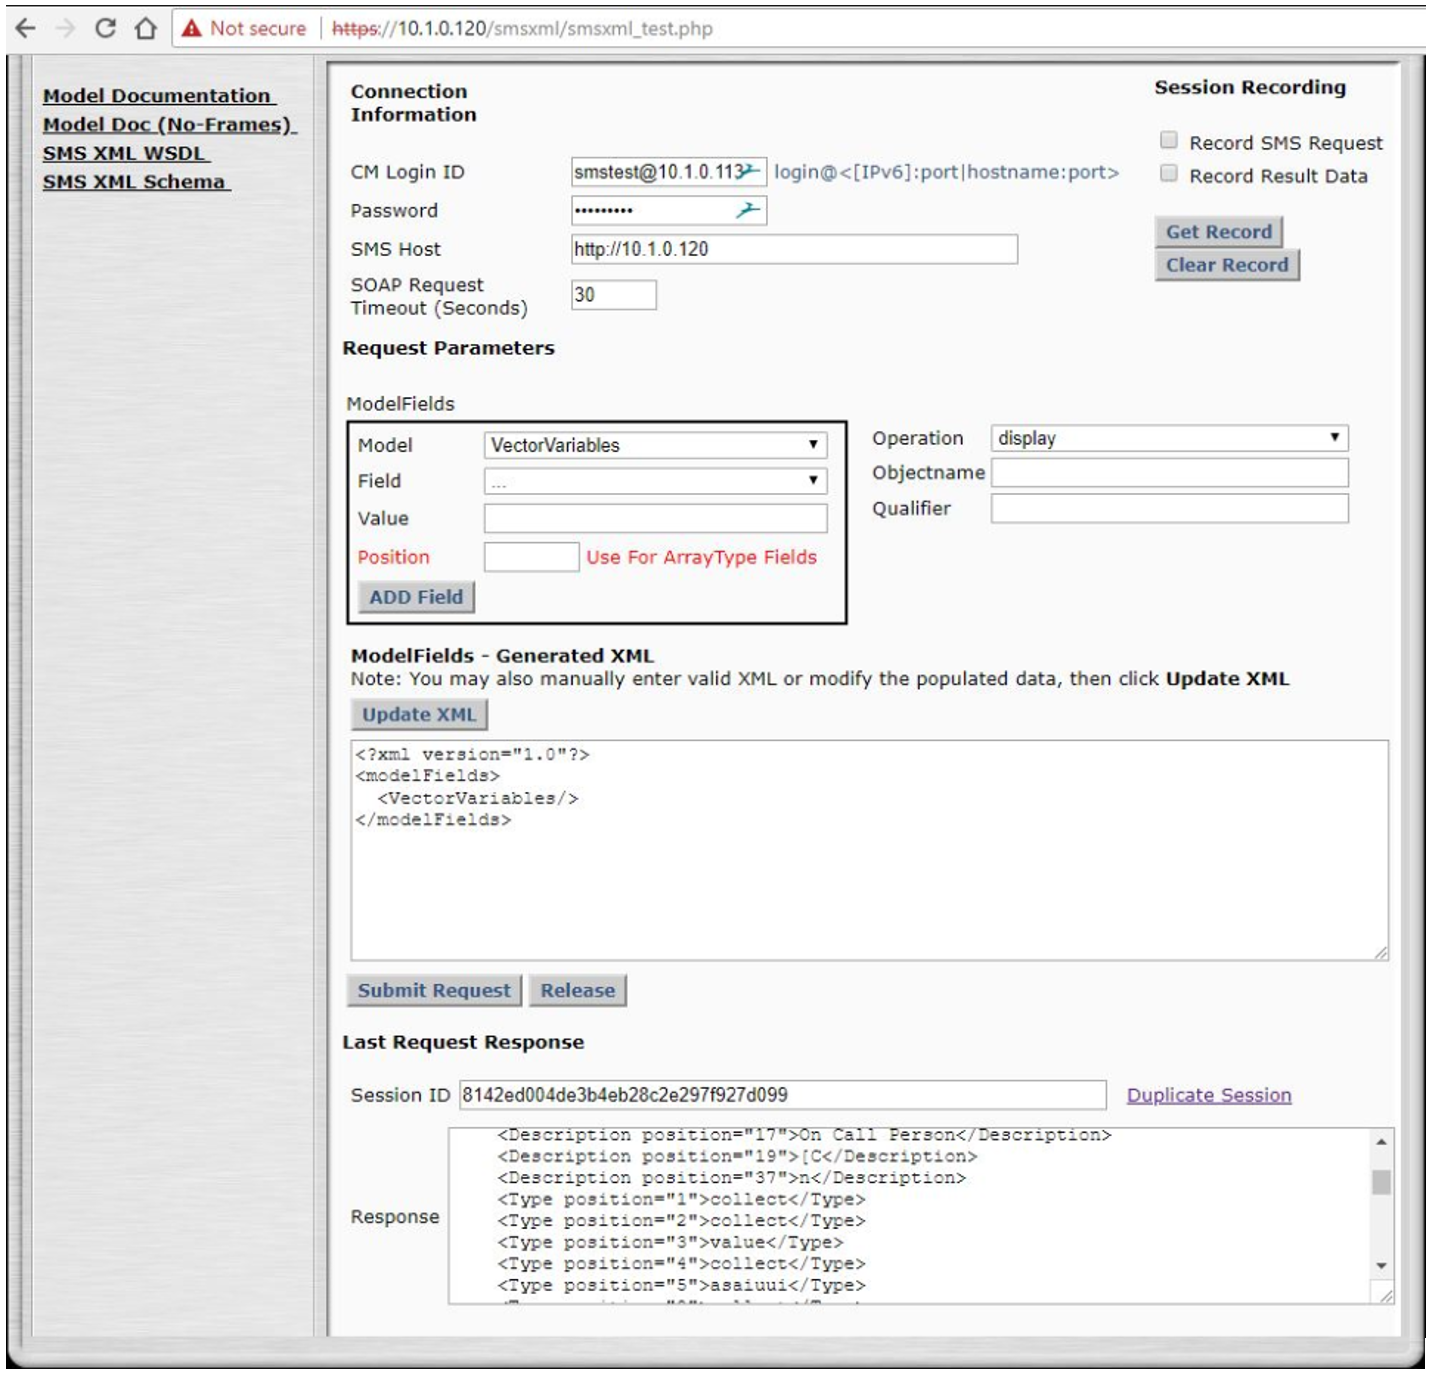 Not secure | https://10.1.0.120/smsxml/smsxml_test.php
Model Documentation
Model Doc (No-Frames)
SMS XML WSDL
SMS XML Schema
Connection
Information
CM Login ID
smstest@10.1.0.113
login@<[IPv6]:port|hostname:port>
Password
•••••••••
SMS Host
http://10.1.0.120
SOAP Request
Timeout (Seconds)
30
Session Recording
Record SMS Request
Record Result Data
Get Record
Clear Record
Request Parameters
ModelFields
Model
VectorVariables
Field
...
Value
Position
Use For ArrayType Fields
ADD Field
Operation
display
Objectname
Qualifier
ModelFields - Generated XML
Note: You may also manually enter valid XML or modify the populated data, then click Update XML
Update XML
<?xml version="1.0"?>
<modelFields>
<VectorVariables/>
</modelFields>
Submit Request
Release
Last Request Response
Session ID
8142ed004de3b4eb28c2e297f927d099
Duplicate Session
Response
<Description position="17">On Call Person</Description>
<Description position="19">[C</Description>
<Description position="37">n</Description>
<Type position="1">collect</Type>
<Type position="2">collect</Type>
<Type position="3">value</Type>
<Type position="4">collect</Type>
<Type position="5">asaiuui</Type>